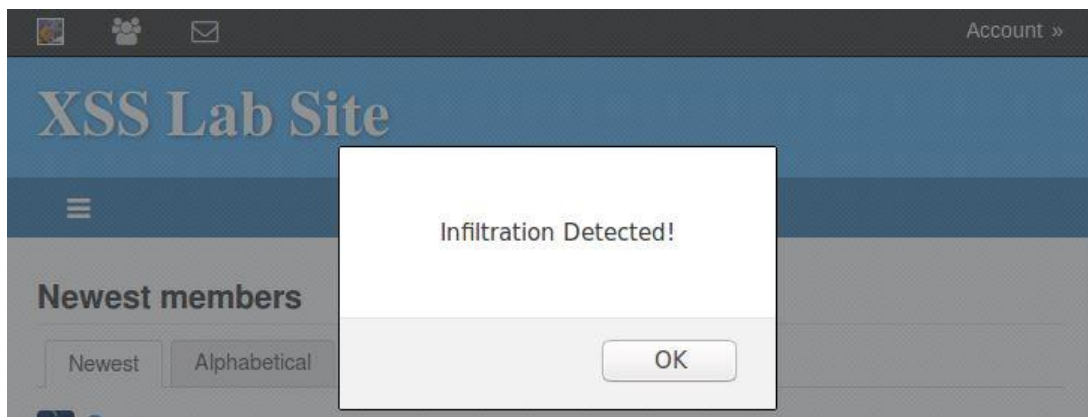 Account »
XSS Lab Site
Infiltration Detected!
OK
Newest members
Newest
Alphabetical